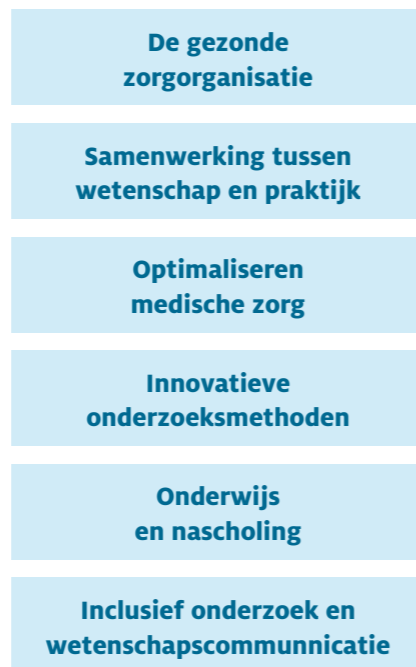 De gezonde
zorgorganisatie
Samenwerking tussen
wetenschap en praktijk
Optimaliseren
medische zorg
Innovatieve
onderzoeksmethoden
Onderwijs
en nascholing
Inclusief onderzoek en
wetenschapscommunnicatie